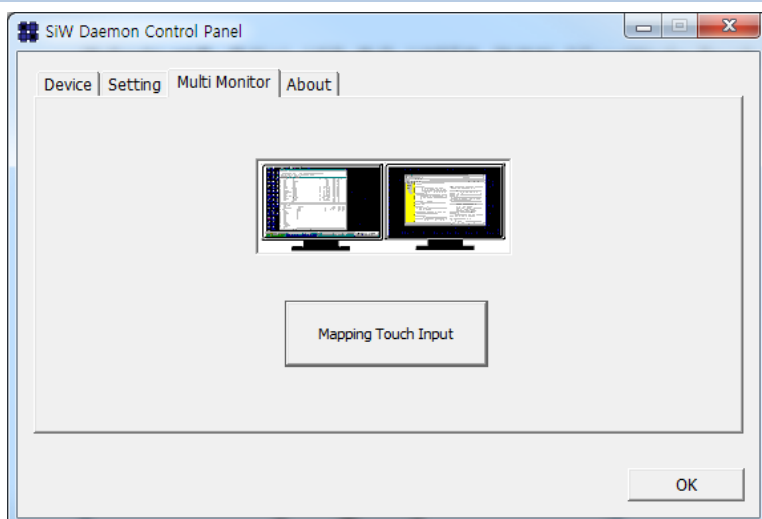 SiW Daemon Control Panel
Device Setting Multi Monitor About
Mapping Touch Input
OK